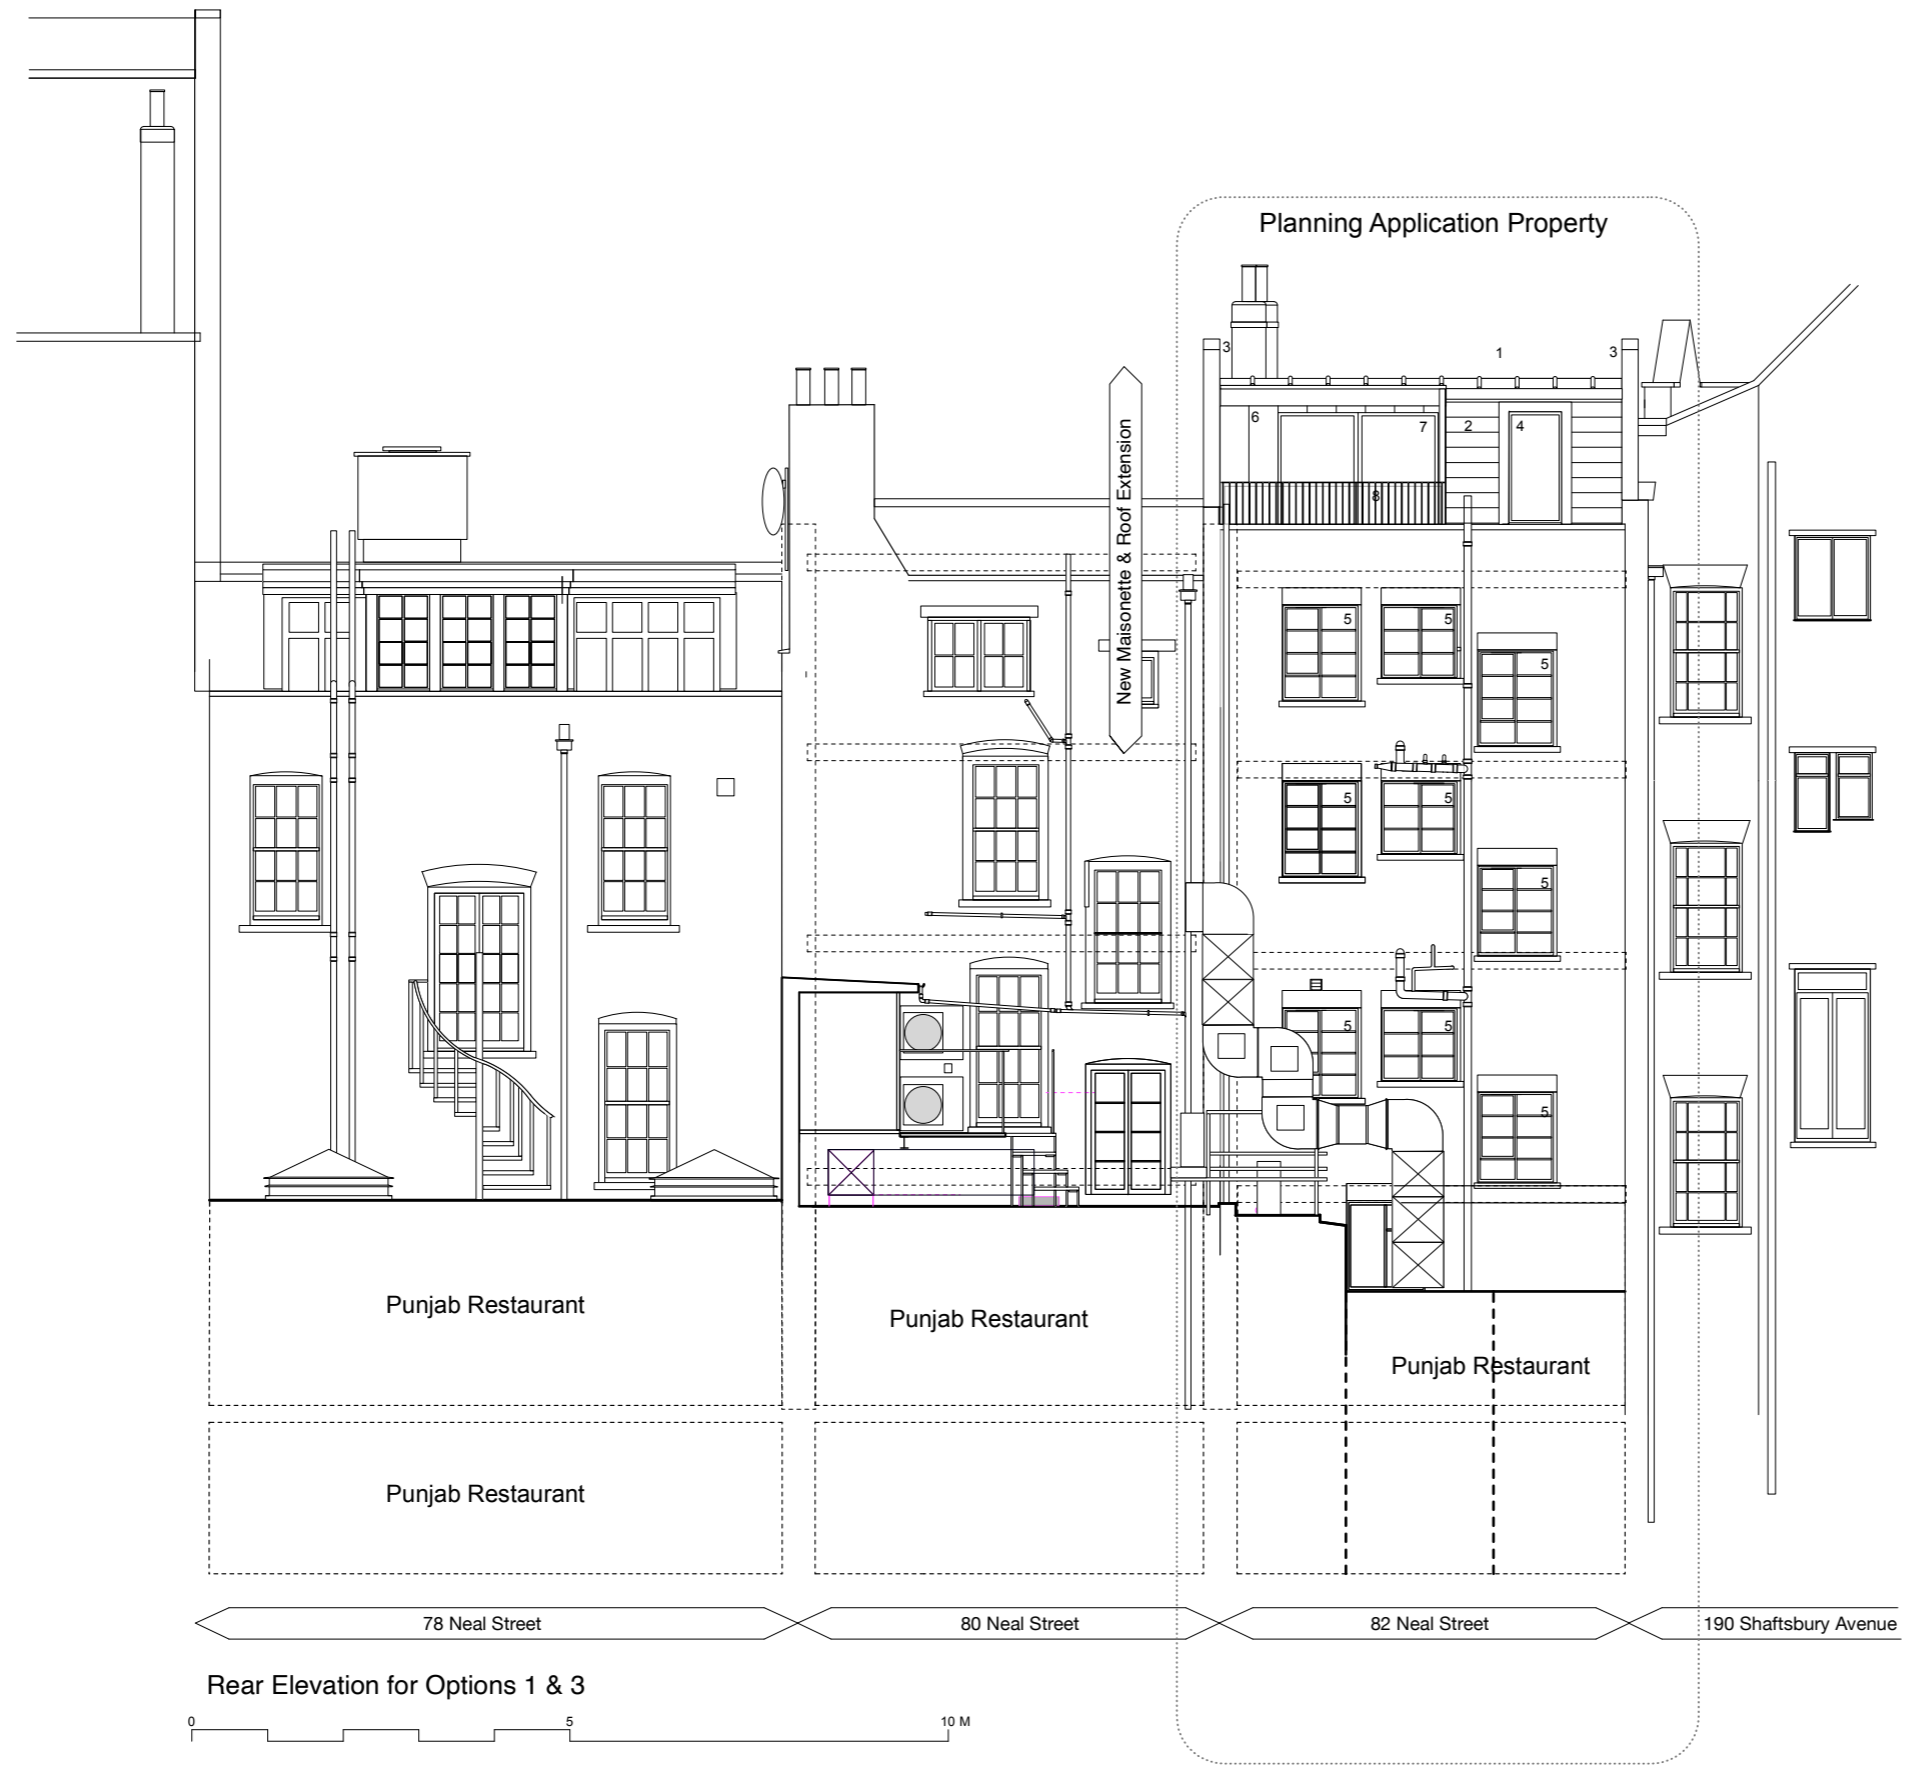 Planning Application Property
3
1
3
6
7
2
4
8
New Maisonette & Roof Extension
5
5
5
5
5
5
5
5
5
Punjab Restaurant
Punjab Restaurant
Punjab Restaurant
Punjab Restaurant
78 Neal Street
80 Neal Street
82 Neal Street
190 Shaftsbury Avenue
Rear Elevation for Options 1 & 3
0
5
10 M